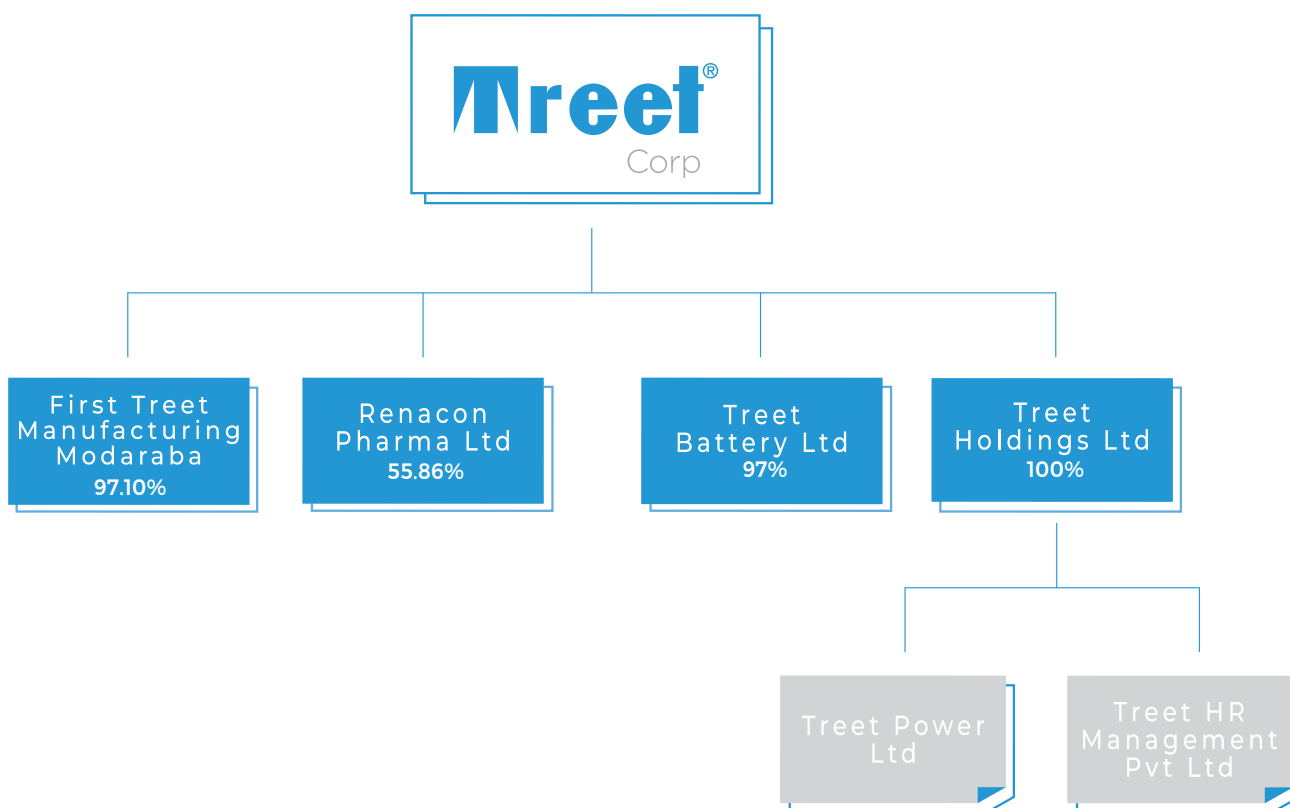 Treet®
Corp
First Treet
Manufacturing
Modaraba
97.10%
Renacon
Pharma Ltd
55.86%
Treet
Battery Ltd
97%
Treet
Holdings Ltd
100%
Treet Power
Ltd
Treet HR
Management
Pvt Ltd